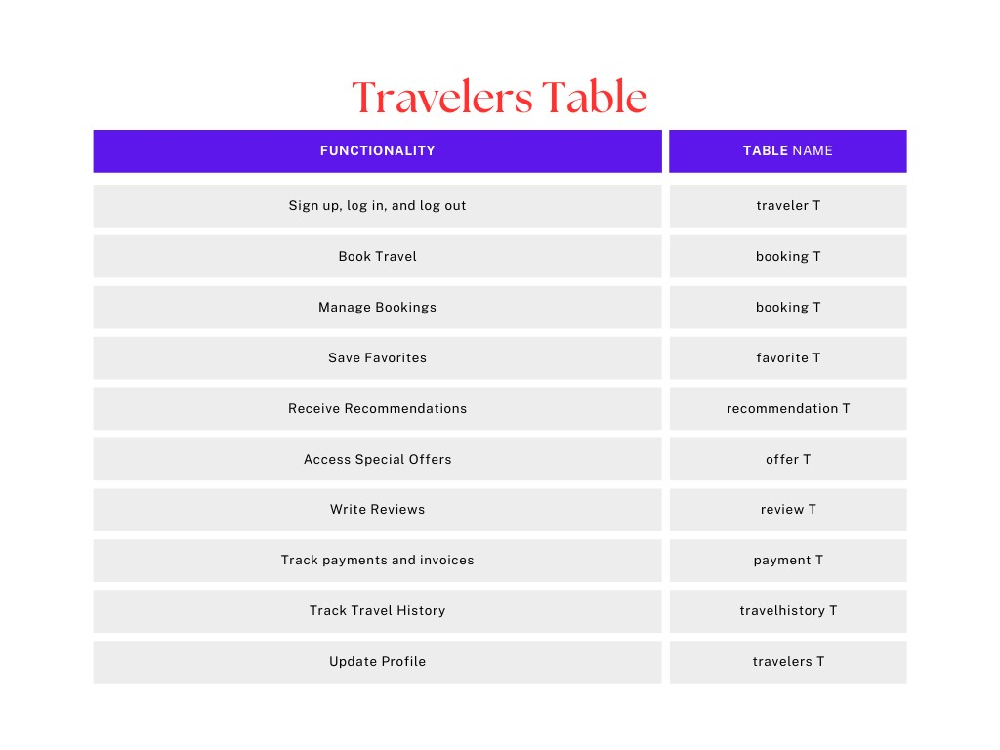 Travelers Table
FUNCTIONALITY TABLE NAME
Sign up, log in, and log out traveler T
Book Travel booking T
Manage Bookings booking T
Save Favorites favorite T
Receive Recommendations recommendation T
Access Special Offers offer T
Write Reviews review T
Track payments and invoices payment T
Track Travel History travelhistory T
Update Profile travelers T